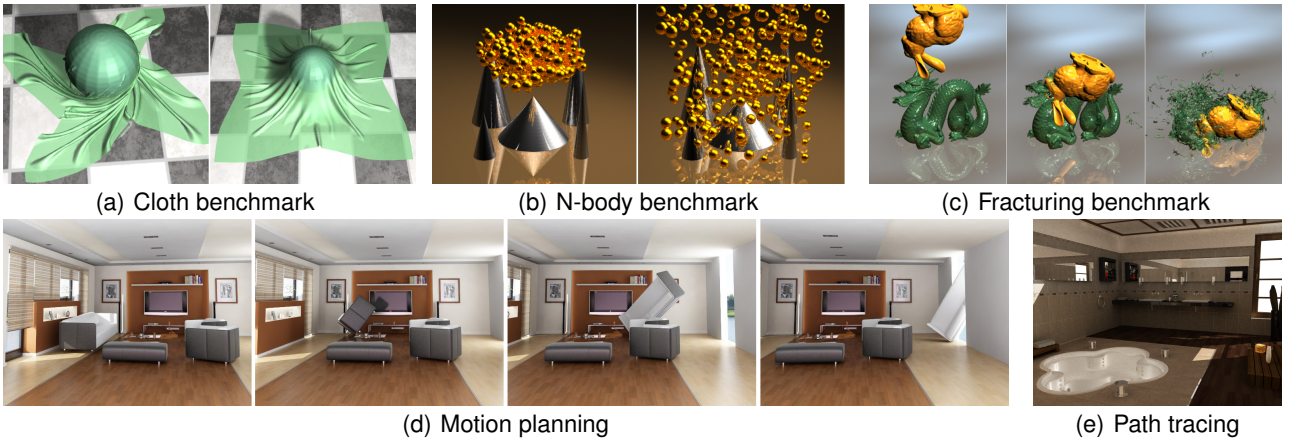 (a) Cloth benchmark
(b) N-body benchmark
(c) Fracturing benchmark
(d) Motion planning
(e) Path tracing